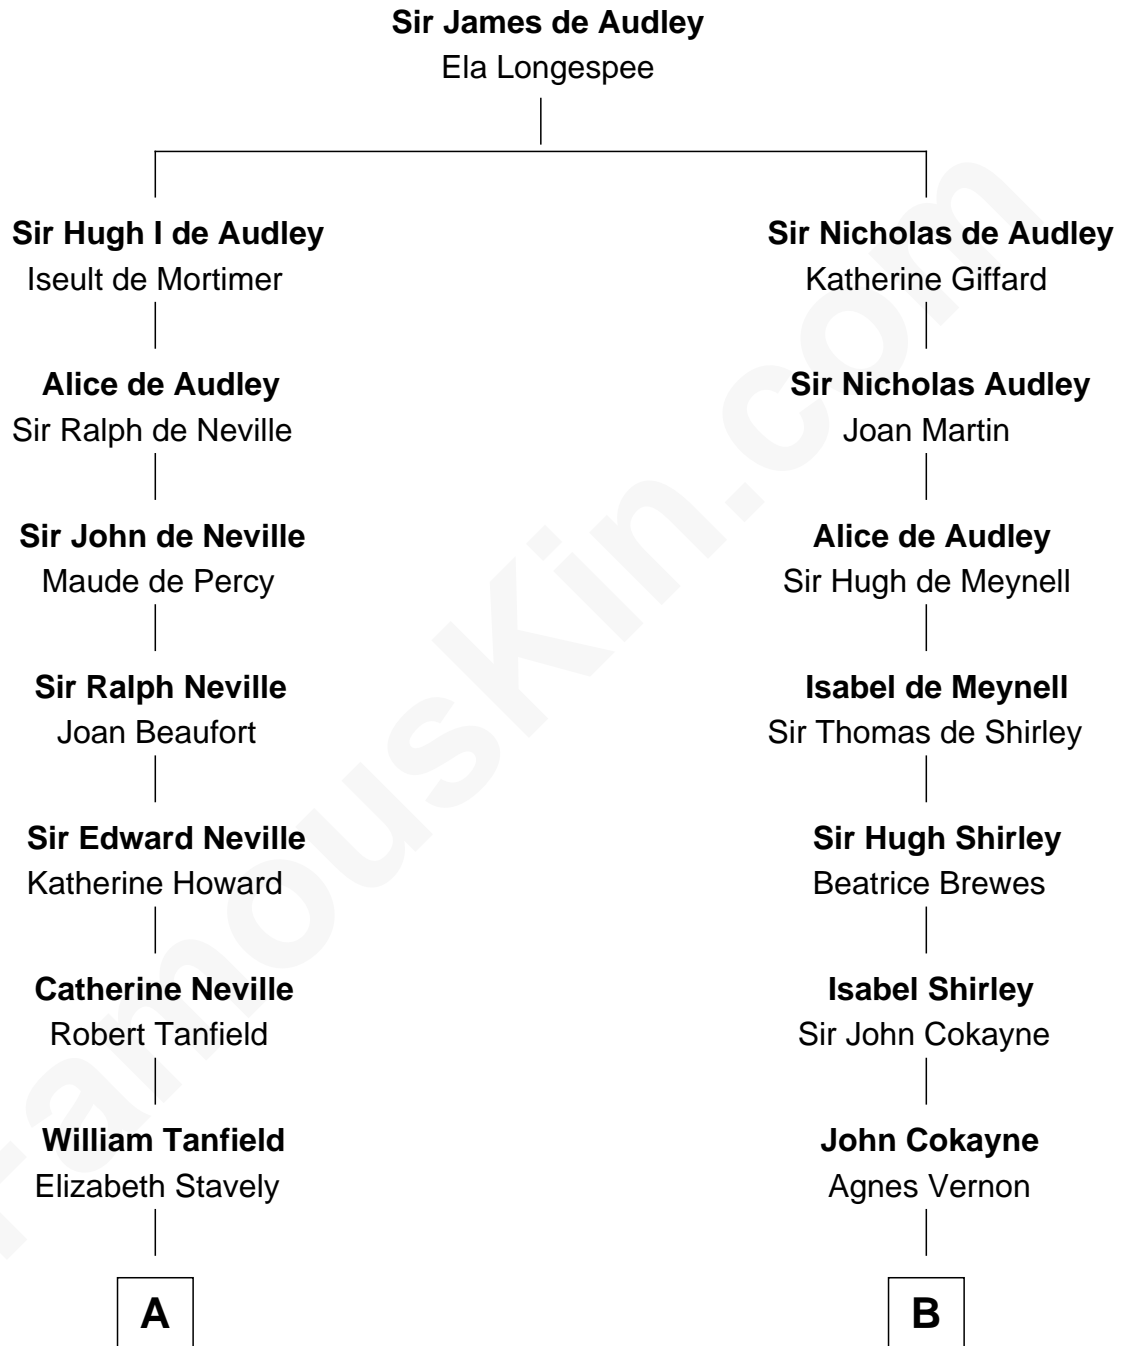 Sir James de Audley
Ela Longespee
Sir Hugh I de Audley
Iseult de Mortimer
Sir Nicholas de Audley
Katherine Giffard
Alice de Audley
Sir Ralph de Neville
Sir Nicholas Audley
Joan Martin
Sir John de Neville
Maude de Percy
Alice de Audley
Sir Hugh de Meynell
Sir Ralph Neville
Joan Beaufort
Isabel de Meynell
Sir Thomas de Shirley
Sir Edward Neville
Katherine Howard
Sir Hugh Shirley
Beatrice Brewes
Catherine Neville
Robert Tanfield
Isabel Shirley
Sir John Cokayne
William Tanfield
Elizabeth Stavely
John Cokayne
Agnes Vernon
A
B
FamousKin.com